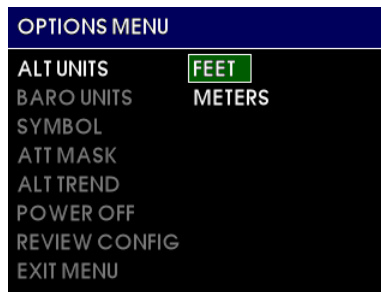 OPTIONS MENU
ALT UNITS FEET
BARO UNITS METERS
SYMBOL
ATT MASK
ALT TREND
POWER OFF
REVIEW CONFIG
EXIT MENU